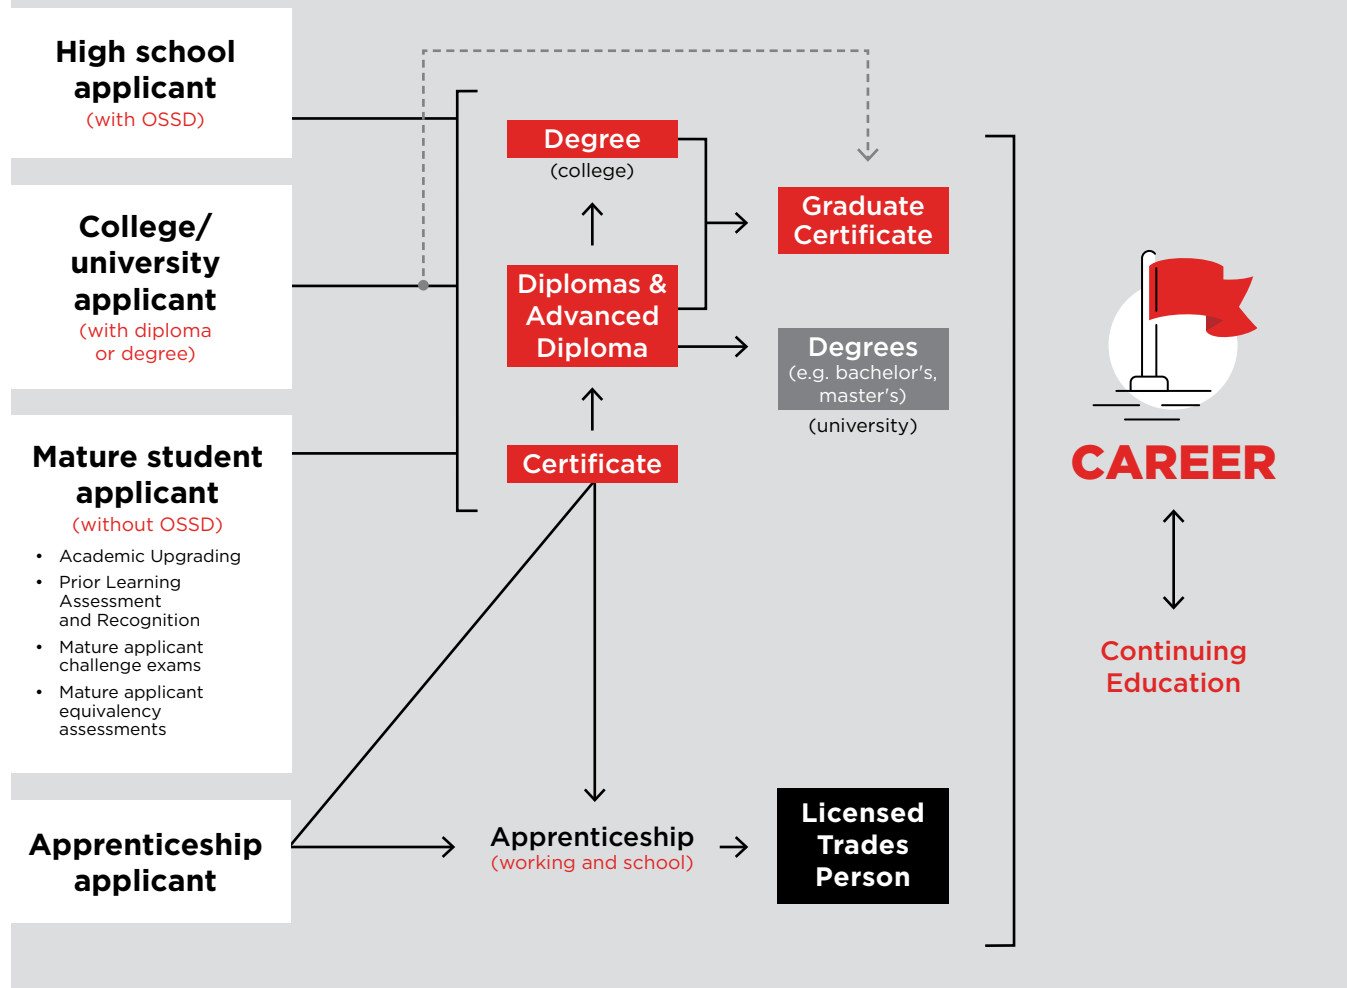 High school
applicant
(with OSSD)
College/
university
applicant
(with diploma
or degree)
Mature student
applicant
(without OSSD)
• Academic Upgrading
• Prior Learning
Assessment
and Recognition
• Mature applicant
challenge exams
• Mature applicant
equivalency
assessments
Apprenticeship
applicant
Degree
(college)
Diplomas &
Advanced
Diploma
Certificate
Apprenticeship
(working and school)
Graduate
Certificate
Degrees
(e.g. bachelor's,
master's)
(university)
Licensed
Trades
Person
CAREER
Continuing
Education